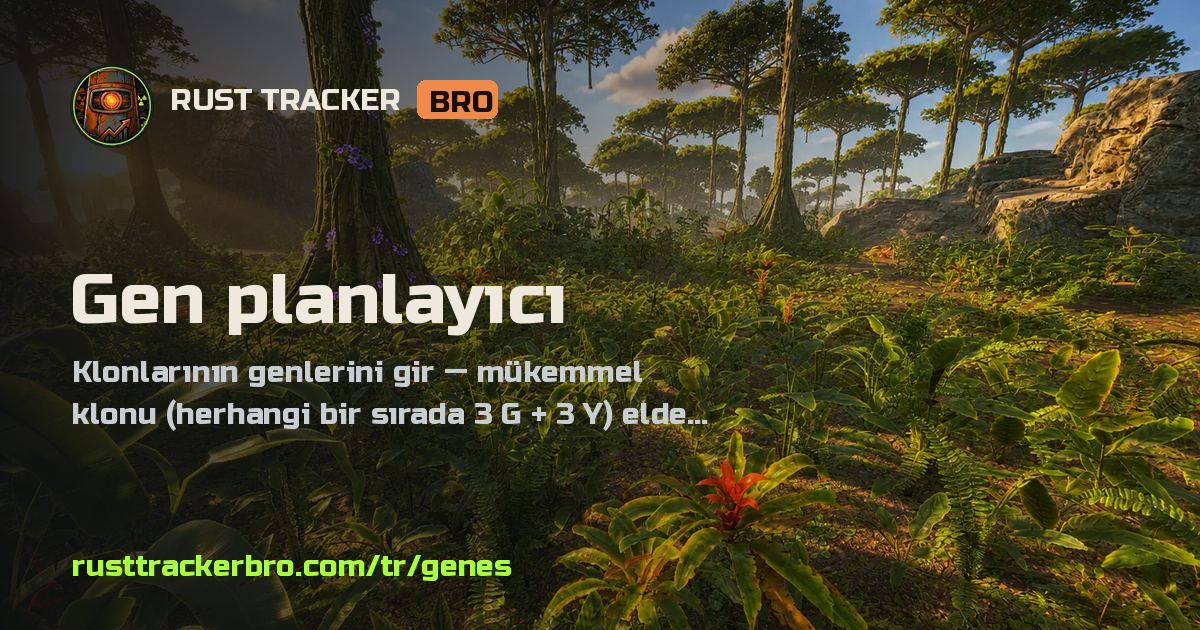 RUST TRACKER BRO
Gen planlayıcı
Klonlarının genlerini gir — mükemmel
klonu (herhangi bir sırada 3 G + 3 Y) elde...
rusttrackerbro.com/tr/genes